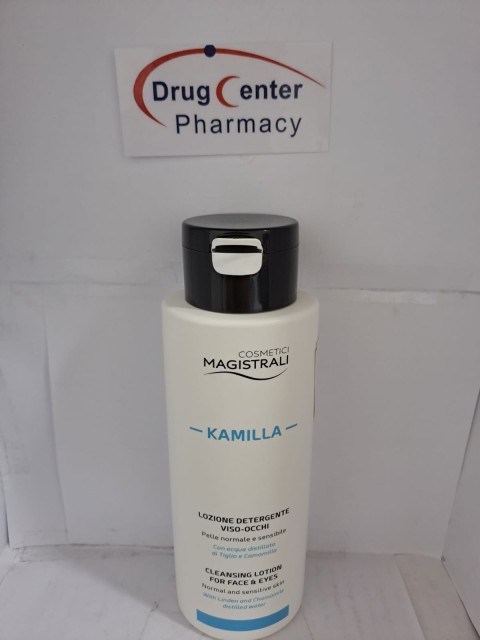 Drug Center
Pharmacy
COSMETICI
MAGISTRALI
KAMILLA
LOZIONE DETERGENTE
VISO-OCCHI
Pelle normale e sensibile
Con acque distillate
di Tiglio e Camomilla
CLEANSING LOTION
FOR FACE & EYES
Normal and sensitive skin
With Linden and Chamomile
distilled water